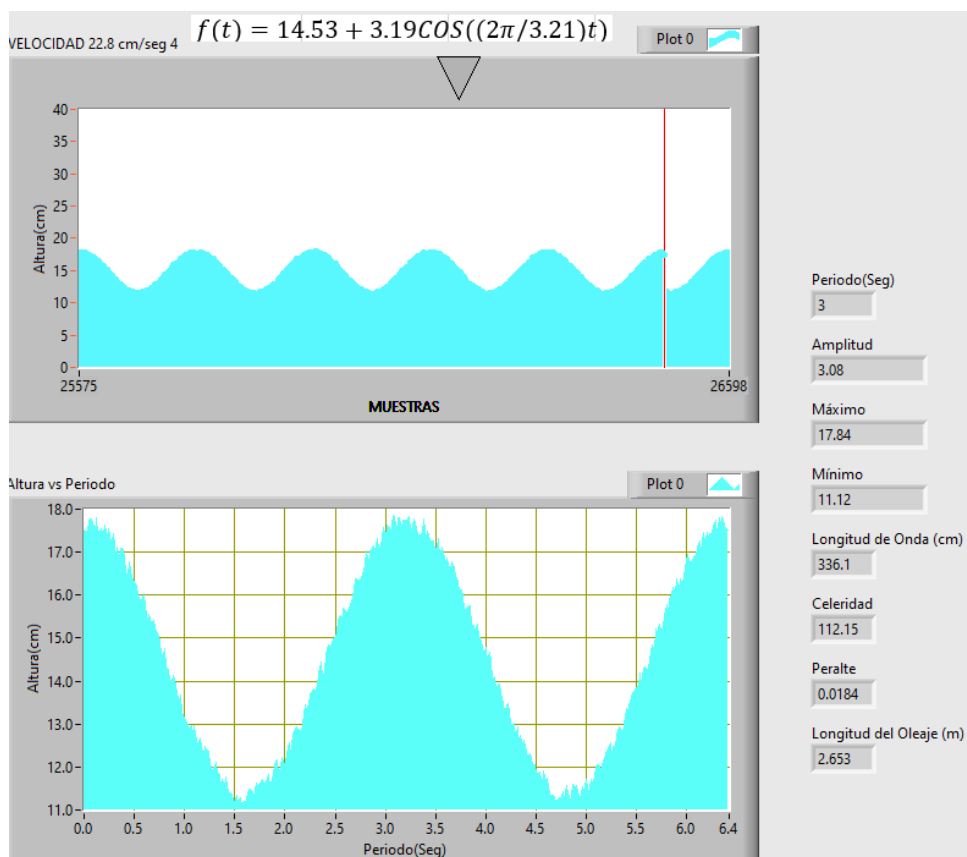 f(t) = 14.53 + 3.19COS((2π/3.21)t)
VELOCIDAD 22.8 cm/seg 4
Plot 0
40
35
30
25
20
15
10
5
0
Altura(cm)
25575
26598
MUESTRAS
Altura vs Periodo
Plot 0
18.0
17.0
16.0
15.0
14.0
13.0
12.0
11.0
Altura(cm)
0.0 0.5 1.0 1.5 2.0 2.5 3.0 3.5 4.0 4.5 5.0 5.5 6.0 6.4
Periodo(Seg)
Periodo(Seg)
3
Amplitud
3.08
Máximo
17.84
Mínimo
11.12
Longitud de Onda (cm)
336.1
Celeridad
112.15
Peralte
0.0184
Longitud del Oleaje (m)
2.653